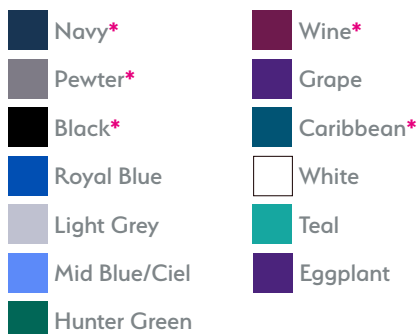 Navy*
Pewter*
Black*
Royal Blue
Light Grey
Mid Blue/Ciel
Hunter Green
Wine*
Grape
Caribbean*
White
Teal
Eggplant